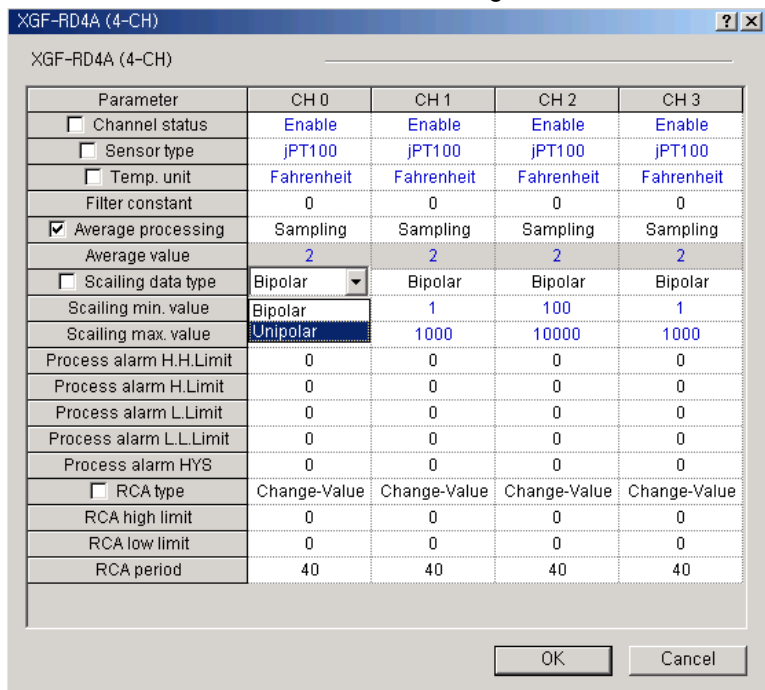 XGF-RD4A (4-CH)
XGF-RD4A (4-CH)
Parameter CH 0 CH 1 CH 2 CH 3
Channel status Enable Enable Enable Enable
Sensor type jPT100 jPT100 jPT100 jPT100
Temp. unit Fahrenheit Fahrenheit Fahrenheit Fahrenheit
Filter constant 0 0 0 0
Average processing Sampling Sampling Sampling Sampling
Average value 2 2 2 2
Scailing data type Bipolar Bipolar Bipolar Bipolar
Scailing min. value Bipolar 1 100 1
Scailing max. value Unipolar 1000 10000 1000
Process alarm H.H.Limit 0 0 0 0
Process alarm H.Limit 0 0 0 0
Process alarm L.Limit 0 0 0 0
Process alarm L.L.Limit 0 0 0 0
Process alarm HYS 0 0 0 0
RCA type Change-Value Change-Value Change-Value Change-Value
RCA high limit 0 0 0 0
RCA low limit 0 0 0 0
RCA period 40 40 40 40
OK Cancel